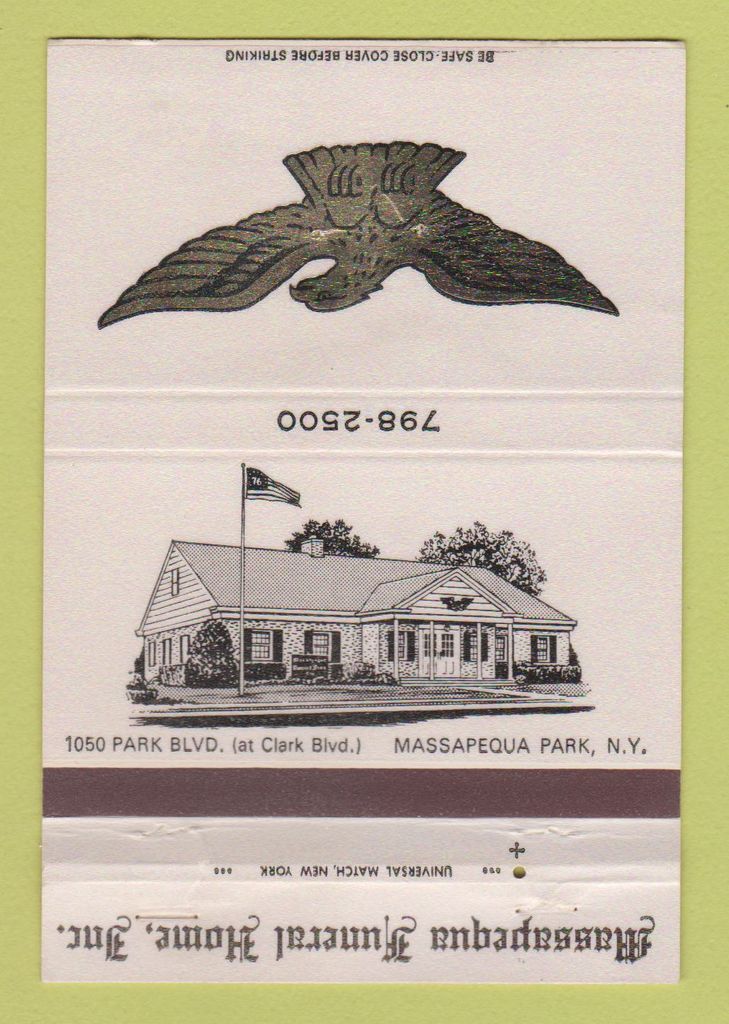 BE SAFE-CLOSE COVER BEFORE STRIKING
798-2500
76
1050 PARK BLVD. (at Clark Blvd.) MASSAPEQUA PARK, N.Y.
UNIVERSAL MATCH, NEW YORK
Massapequa Funeral Home, Inc.